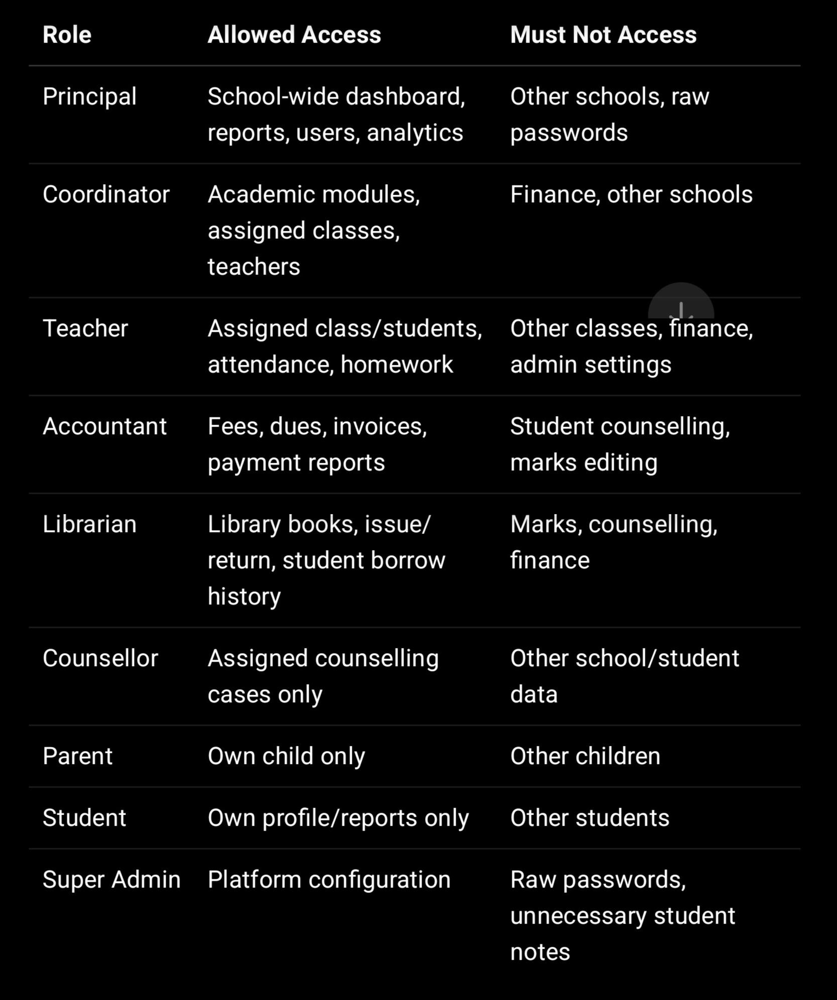 Role Allowed Access Must Not Access
Principal School-wide dashboard, Other schools, raw
reports, users, analytics passwords
Coordinator Academic modules, Finance, other schools
assigned classes,
teachers
Teacher Assigned class/students, Other classes, finance,
attendance, homework admin settings
Accountant Fees, dues, invoices, Student counselling,
payment reports marks editing
Librarian Library books, issue/ Marks, counselling,
return, student borrow finance
history
Counsellor Assigned counselling Other school/student
cases only data
Parent Own child only Other children
Student Own profile/reports only Other students
Super Admin Platform configuration Raw passwords,
unnecessary student
notes